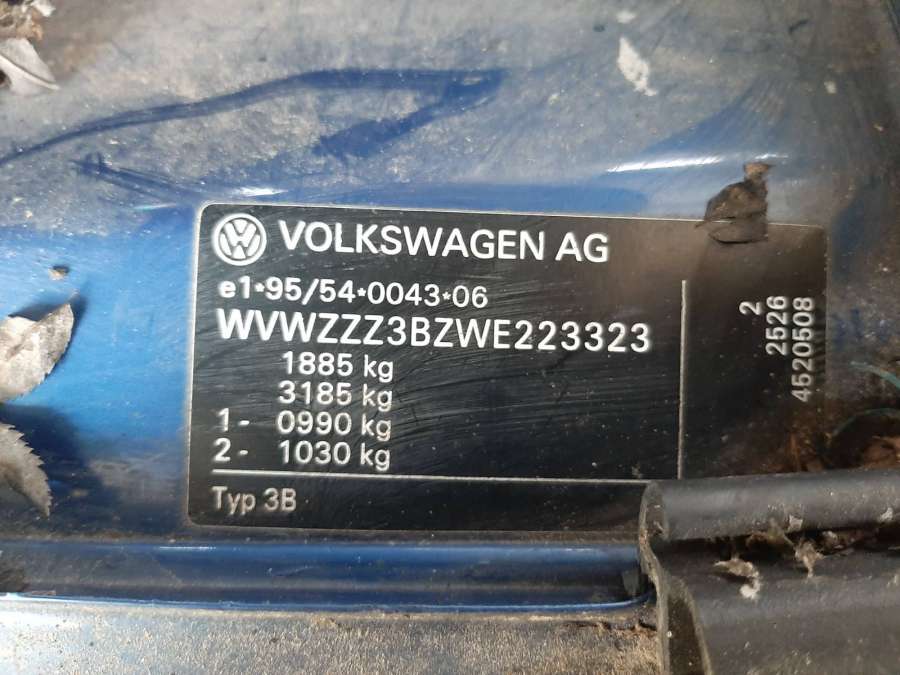 VOLKSWAGEN AG
e1*95/54*0043*06
WVWZZZ3BZWE223323
1885 kg
3185 kg
1- 0990 kg
2- 1030 kg
Typ 3B
2
2526
4520508